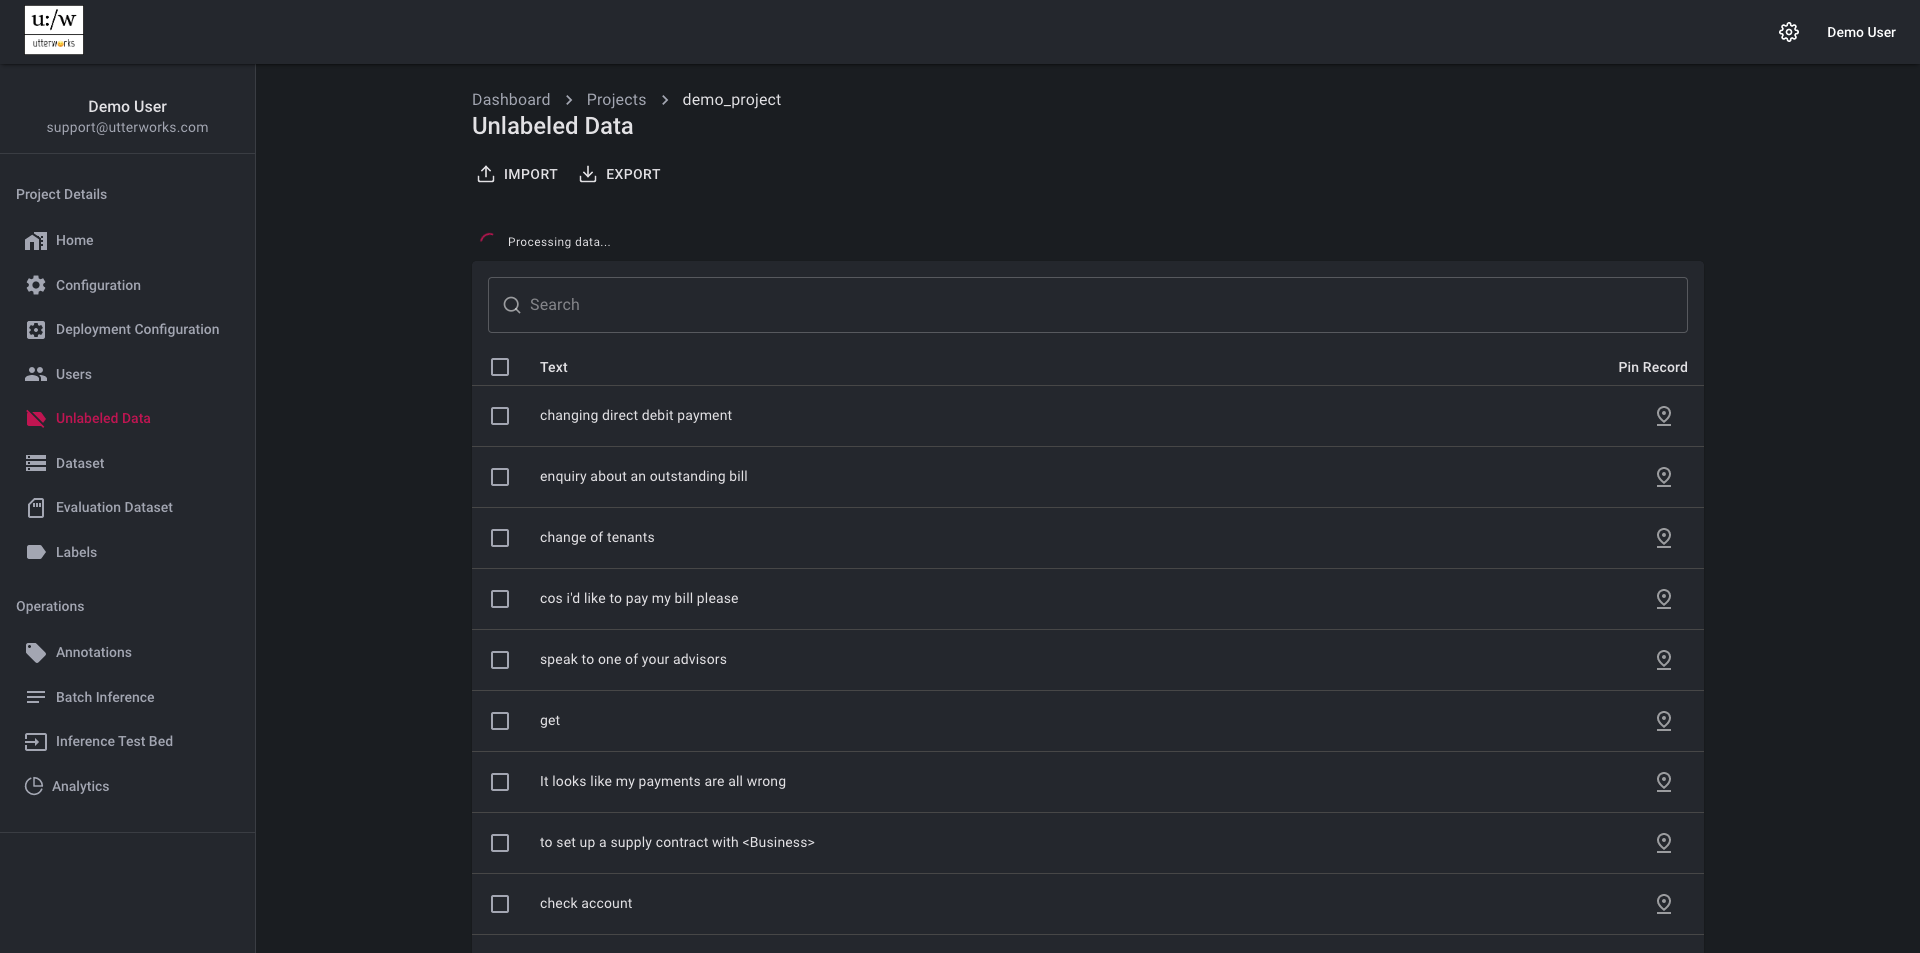 u:/w
utterworks
Demo User
Demo User
support@utterworks.com
Project Details
Home
Configuration
Deployment Configuration
Users
Unlabeled Data
Dataset
Evaluation Dataset
Labels
Operations
Annotations
Batch Inference
Inference Test Bed
Analytics
Dashboard > Projects > demo_project
Unlabeled Data
IMPORT EXPORT
Processing data...
Search
Text Pin Record
changing direct debit payment
enquiry about an outstanding bill
change of tenants
cos i'd like to pay my bill please
speak to one of your advisors
get
It looks like my payments are all wrong
to set up a supply contract with <Business>
check account